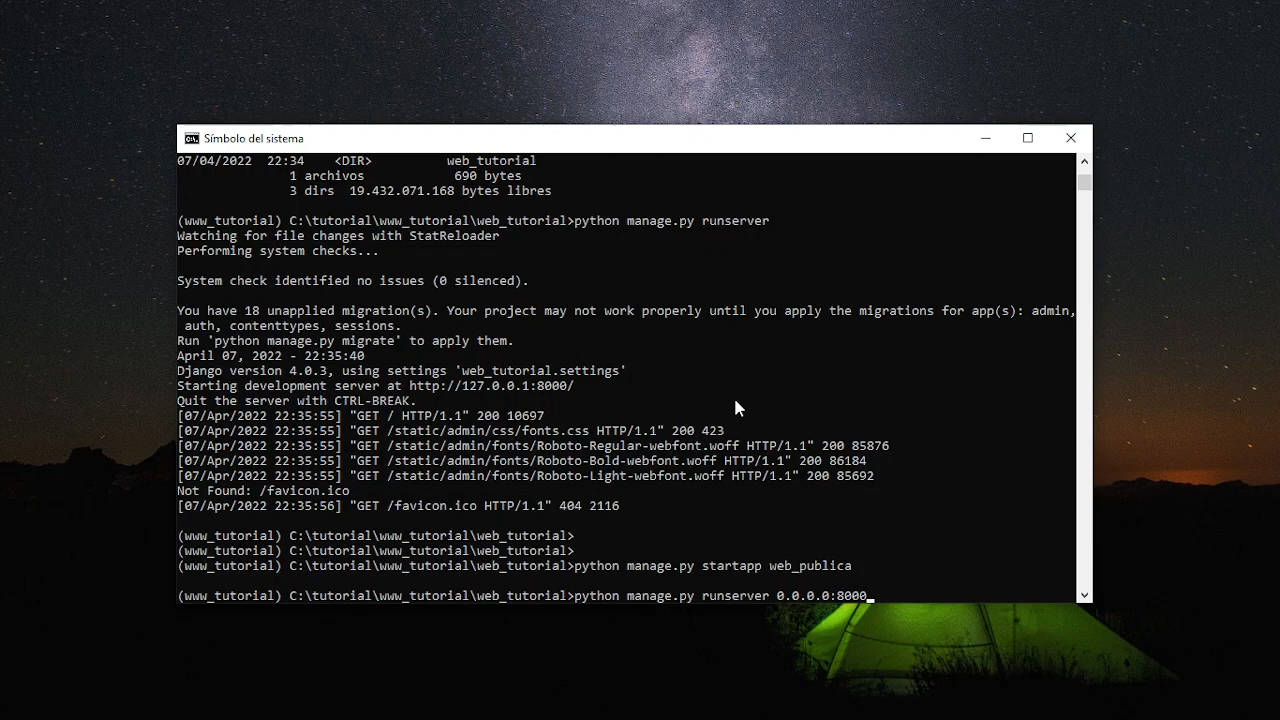 Símbolo del sistema
07/04/2022  22:34    <DIR>          web_tutorial
               1 archivos            690 bytes
               3 dirs  19.432.071.168 bytes libres
(www_tutorial) C:\tutorial\www_tutorial\web_tutorial>python manage.py runserver
Watching for file changes with StatReloader
Performing system checks...
System check identified no issues (0 silenced).
You have 18 unapplied migration(s). Your project may not work properly until you apply the migrations for app(s): admin,
 auth, contenttypes, sessions.
Run 'python manage.py migrate' to apply them.
April 07, 2022 - 22:35:40
Django version 4.0.3, using settings 'web_tutorial.settings'
Starting development server at http://127.0.0.1:8000/
Quit the server with CTRL-BREAK.
[07/Apr/2022 22:35:55] "GET / HTTP/1.1" 200 10697
[07/Apr/2022 22:35:55] "GET /static/admin/css/fonts.css HTTP/1.1" 200 423
[07/Apr/2022 22:35:55] "GET /static/admin/fonts/Roboto-Regular-webfont.woff HTTP/1.1" 200 85876
[07/Apr/2022 22:35:55] "GET /static/admin/fonts/Roboto-Bold-webfont.woff HTTP/1.1" 200 86184
[07/Apr/2022 22:35:55] "GET /static/admin/fonts/Roboto-Light-webfont.woff HTTP/1.1" 200 85692
Not Found: /favicon.ico
[07/Apr/2022 22:35:56] "GET /favicon.ico HTTP/1.1" 404 2116
(www_tutorial) C:\tutorial\www_tutorial\web_tutorial>
(www_tutorial) C:\tutorial\www_tutorial\web_tutorial>
(www_tutorial) C:\tutorial\www_tutorial\web_tutorial>python manage.py startapp web_publica
(www_tutorial) C:\tutorial\www_tutorial\web_tutorial>python manage.py runserver 0.0.0.0:8000